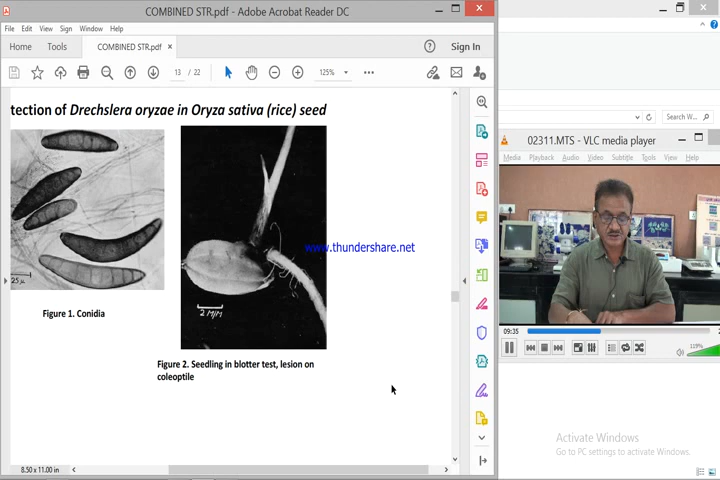 COMBINED STR.pdf - Adobe Acrobat Reader DC
File Edit View Sign Window Help
Home Tools COMBINED STR.pdf × Sign In
13 / 22 125%
tection of Drechslera oryzae in Oryza sativa (rice) seed
25 µ
2 M/M
www.thundershare.net
Figure 1. Conidia
Figure 2. Seedling in blotter test, lesion on
coleoptile
8.50 x 11.00 in
Search W...
02311.MTS - VLC media player
Media Playback Audio Video Subtitle Tools View Help
09:35
119%
Activate Windows
Go to PC settings to activate Windows.